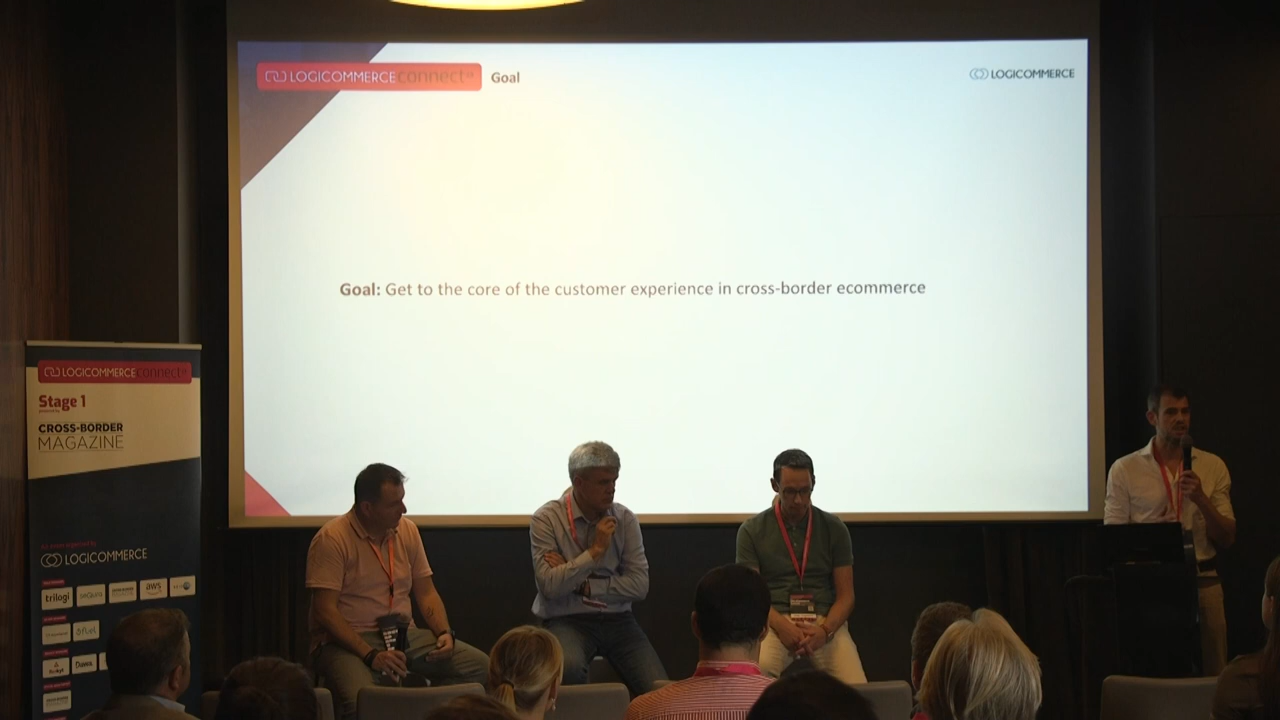 LOGICOMMERCE connect
Goal
LOGICOMMERCE
Goal: Get to the core of the customer experience in cross-border ecommerce
LOGICOMMERCE connect
Stage 1
CROSS-BORDER
MAGAZINE
LOGICOMMERCE
trilogi
aws